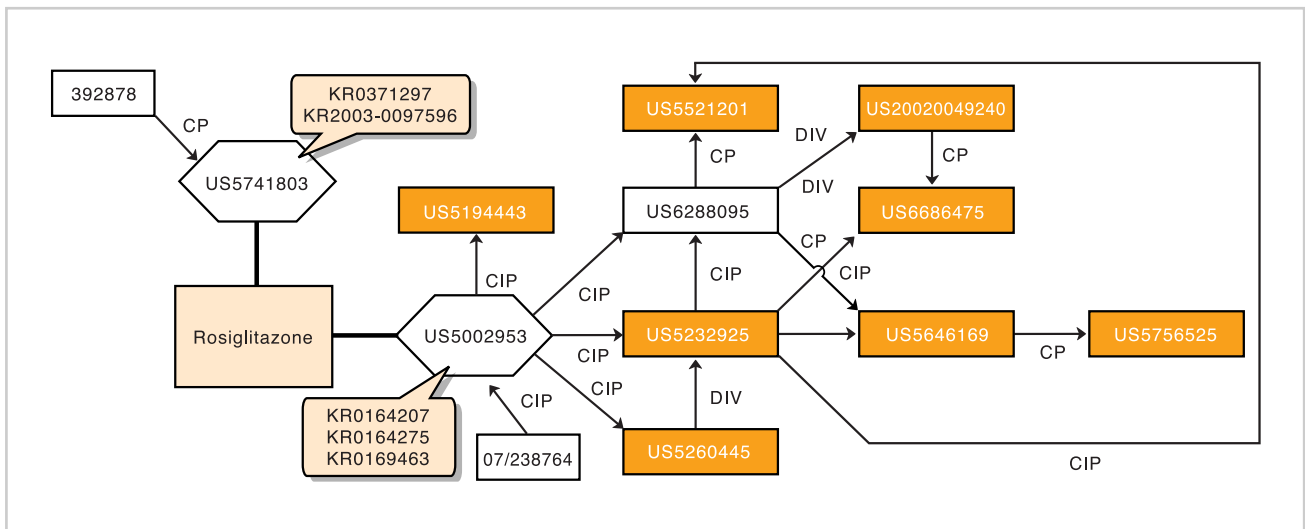 392878
CP
KR0371297
KR2003-0097596
US5741803
Rosiglitazone
US5194443
CIP
US5002953
KR0164207
KR0164275
KR0169463
CIP
07/238764
CIP
CIP
CIP
US5521201
CP
US6288095
CIP
US5232925
DIV
US5260445
DIV
DIV
CP
CIP
US20020049240
CP
US6686475
US5646169
CP
US5756525
CIP